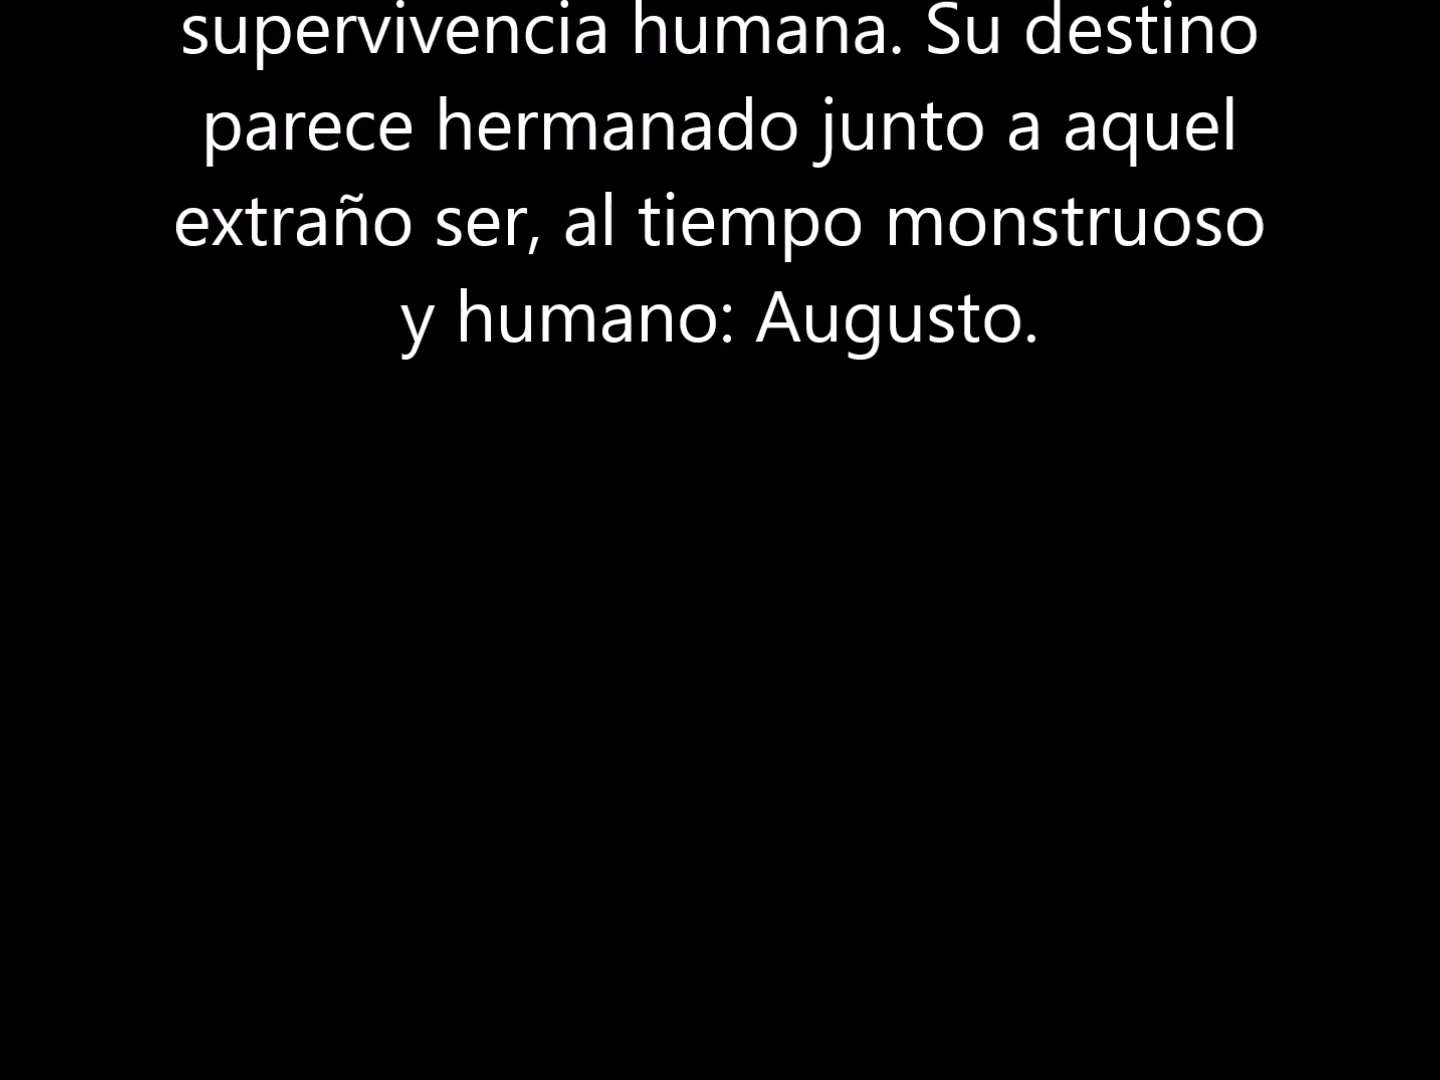 supervivencia humana. Su destino
parece hermanado junto a aquel
extraño ser, al tiempo monstruoso
y humano: Augusto.